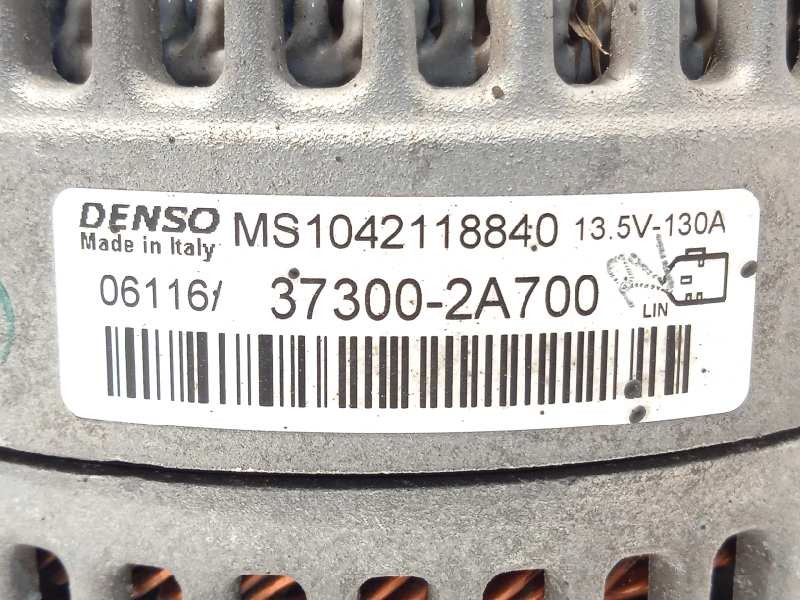 DENSO MS1042118840 13.5V-130A
Made in Italy
06116/ 37300-2A700
LIN